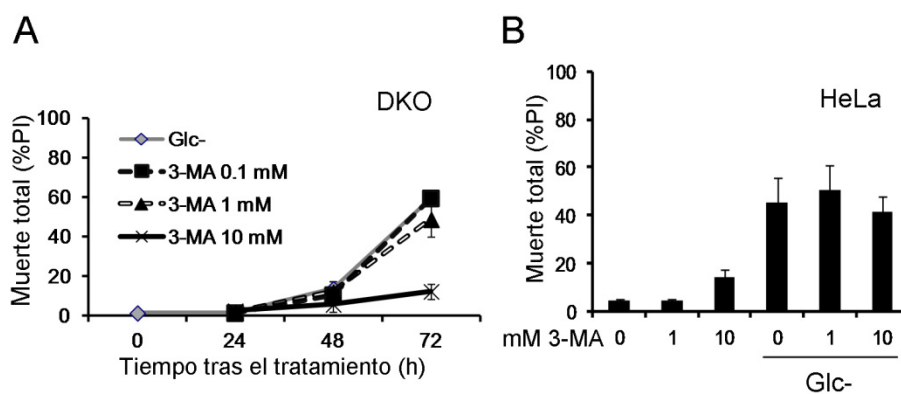 A
DKO
Muerte total (%PI)
100
80
60
40
20
0
Glc-
3-MA 0.1 mM
3-MA 1 mM
3-MA 10 mM
0 24 48 72
Tiempo tras el tratamiento (h)
B
HeLa
Muerte total (%PI)
100
80
60
40
20
0
mM 3-MA 0 1 10 0 1 10
Glc-